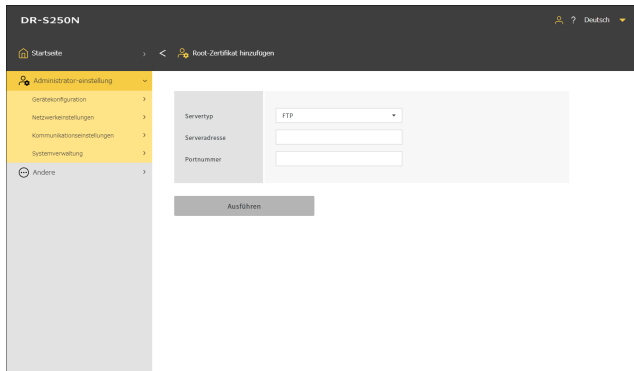 DR-S250N
? Deutsch
Startseite
Root-Zertifikat hinzufügen
Administrator-einstellung
Gerätekonfiguration
Netzwerkeinstellungen
Kommunikationseinstellungen
Systemverwaltung
Andere
Servertyp FTP
Serveradresse
Portnummer
Ausführen